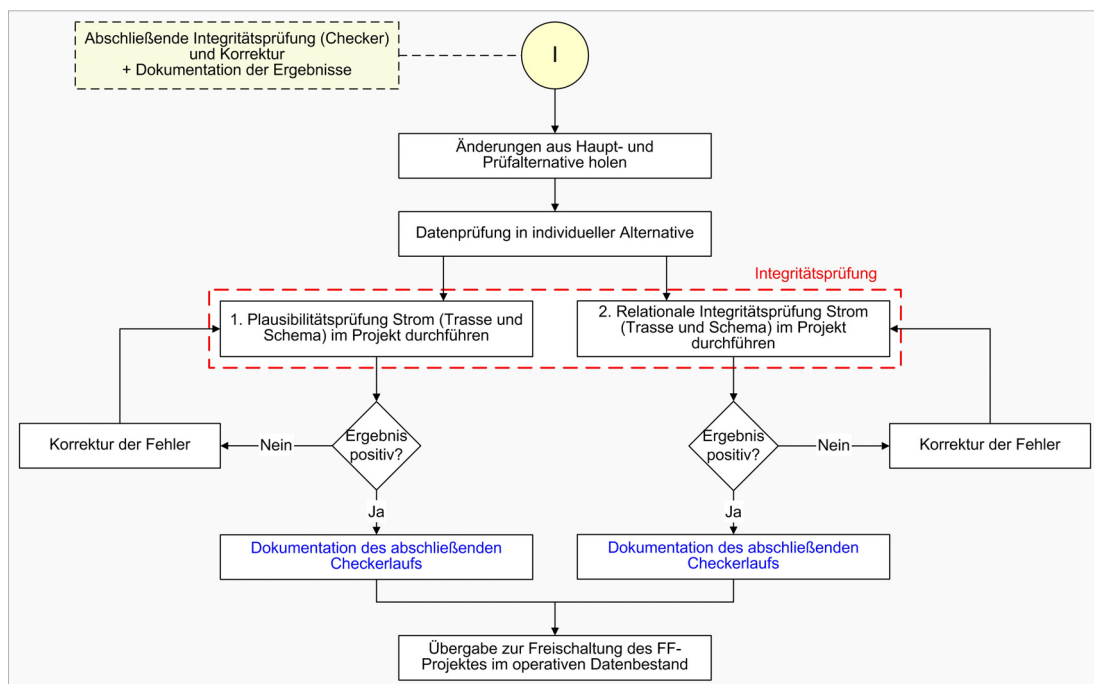 Abschließende Integritätsprüfung (Checker)
und Korrektur
+ Dokumentation der Ergebnisse
I
Änderungen aus Haupt- und
Prüfalternative holen
Datenprüfung in individueller Alternative
Integritätsprüfung
1. Plausibilitätsprüfung Strom (Trasse und
Schema) im Projekt durchführen
2. Relationale Integritätsprüfung Strom
(Trasse und Schema) im Projekt
durchführen
Korrektur der Fehler
Nein
Ergebnis
positiv?
Ergebnis
positiv?
Nein
Korrektur der Fehler
Ja
Ja
Dokumentation des abschließenden
Checkerlaufs
Dokumentation des abschließenden
Checkerlaufs
Übergabe zur Freischaltung des FF-
Projektes im operativen Datenbestand